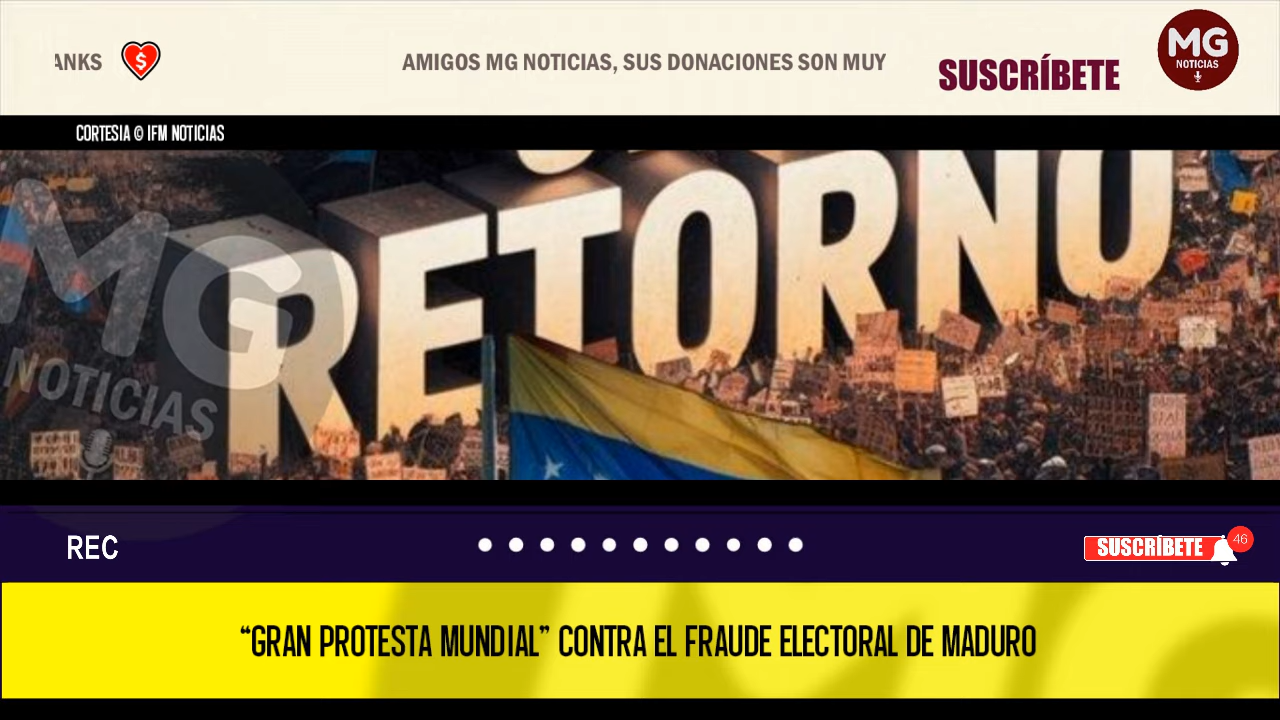 ANKS
AMIGOS MG NOTICIAS, SUS DONACIONES SON MUY
SUSCRÍBETE
MG
NOTICIAS
CORTESIA © IFM NOTICIAS
RETORNO
MG
NOTICIAS
REC
SUSCRÍBETE
46
“GRAN PROTESTA MUNDIAL” CONTRA EL FRAUDE ELECTORAL DE MADURO